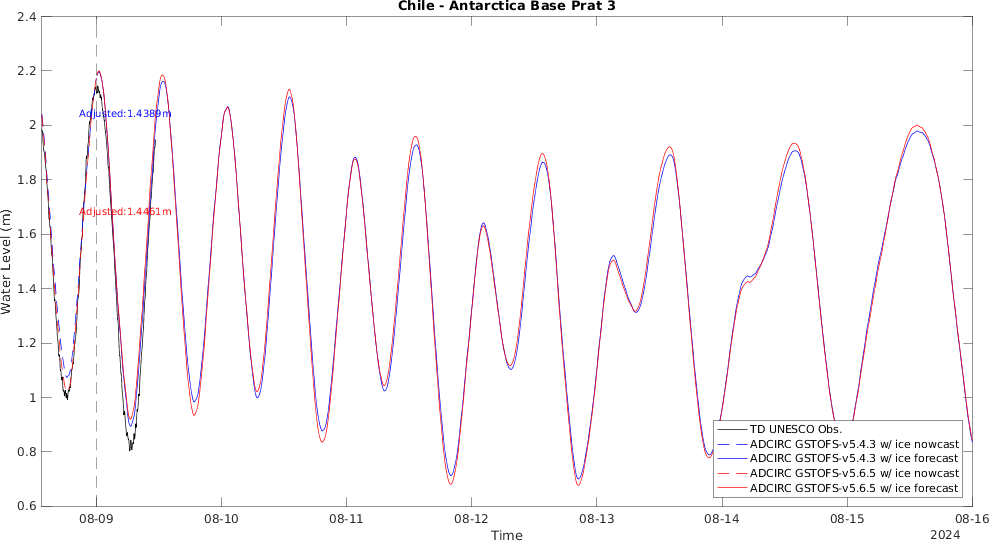 Chile - Antarctica Base Prat 3
2.4
2.2
2
1.8
1.6
1.4
1.2
1
0.8
0.6
Water Level (m)
Adjusted:1.4389m
Adjusted:1.4461m
TD UNESCO Obs.
ADCIRC GSTOFS-v5.4.3 w/ ice nowcast
ADCIRC GSTOFS-v5.4.3 w/ ice forecast
ADCIRC GSTOFS-v5.6.5 w/ ice nowcast
ADCIRC GSTOFS-v5.6.5 w/ ice forecast
08-09 08-10 08-11 08-12 08-13 08-14 08-15 08-16
Time
2024